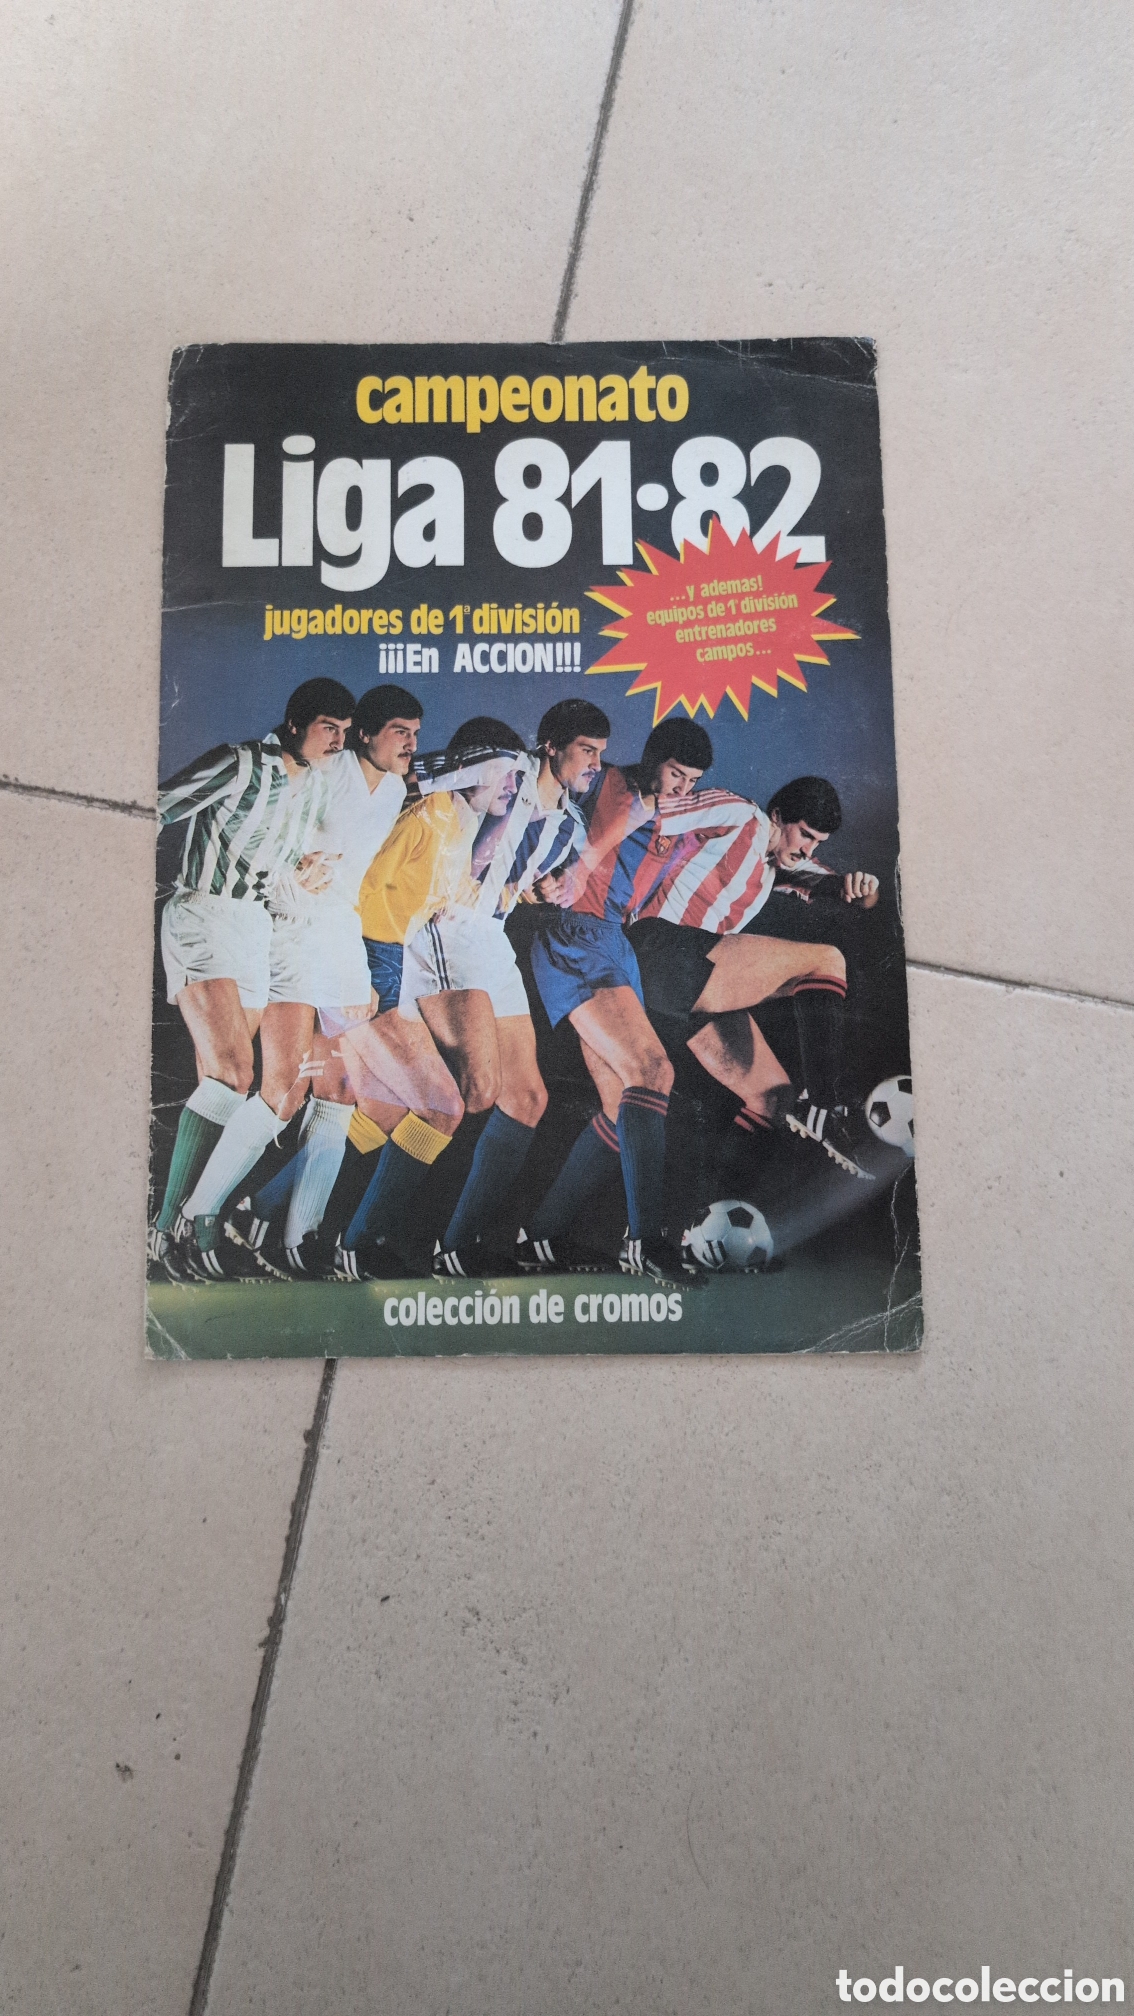 campeonato
Liga 81·82
jugadores de 1ª división
¡¡¡En ACCION!!!
...y ademas!
equipos de 1ª división
entrenadores
campos...
colección de cromos
todocoleccion